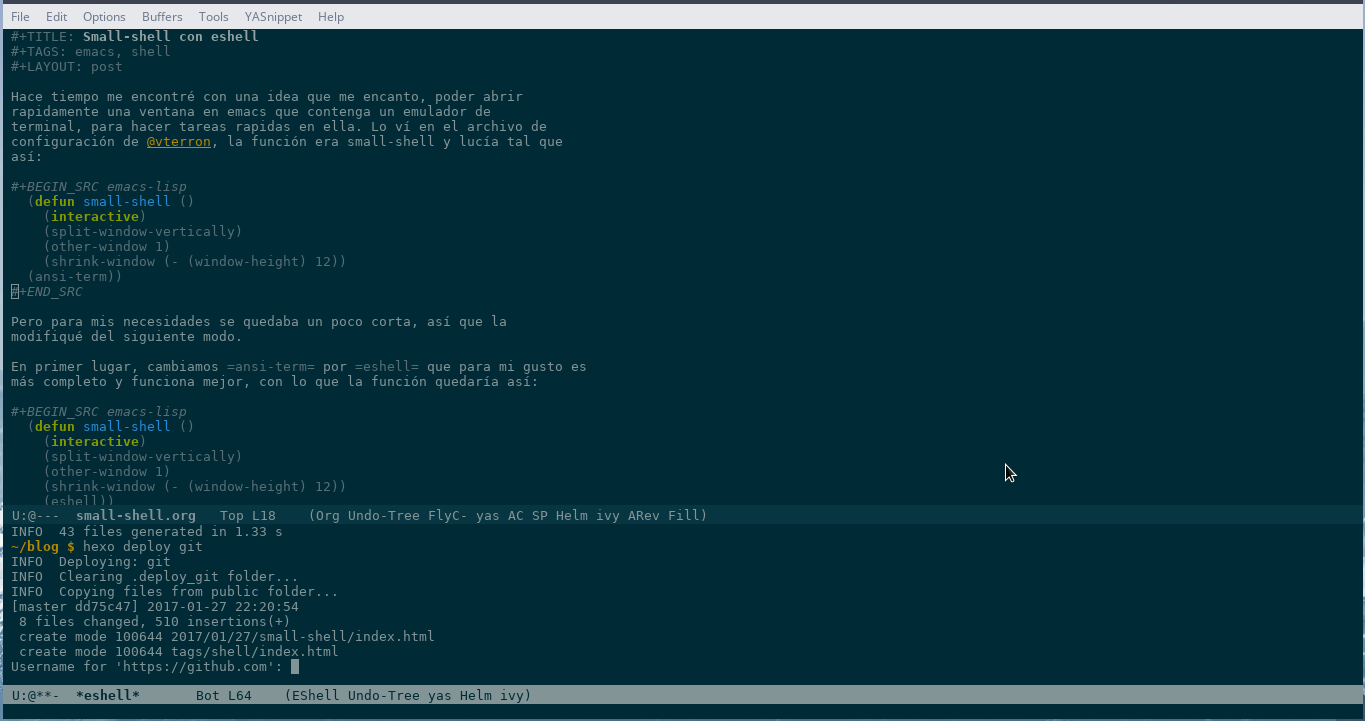 File Edit Options Buffers Tools YASnippet Help
#+TITLE: Small-shell con eshell
#+TAGS: emacs, shell
#+LAYOUT: post
Hace tiempo me encontré con una idea que me encanto, poder abrir
rapidamente una ventana en emacs que contenga un emulador de
terminal, para hacer tareas rapidas en ella. Lo ví en el archivo de
configuración de @vterron, la función era small-shell y lucía tal que
así:
#+BEGIN_SRC emacs-lisp
  (defun small-shell ()
    (interactive)
    (split-window-vertically)
    (other-window 1)
    (shrink-window (- (window-height) 12))
  (ansi-term))
#+END_SRC
Pero para mis necesidades se quedaba un poco corta, así que la
modifiqué del siguiente modo.
En primer lugar, cambiamos =ansi-term= por =eshell= que para mi gusto es
más completo y funciona mejor, con lo que la función quedaría así:
#+BEGIN_SRC emacs-lisp
  (defun small-shell ()
    (interactive)
    (split-window-vertically)
    (other-window 1)
    (shrink-window (- (window-height) 12))
    (eshell))
U:@---  small-shell.org   Top L18    (Org Undo-Tree FlyC- yas AC SP Helm ivy ARev Fill)
INFO  43 files generated in 1.33 s
~/blog $ hexo deploy git
INFO  Deploying: git
INFO  Clearing .deploy_git folder...
INFO  Copying files from public folder...
[master dd75c47] 2017-01-27 22:20:54
 8 files changed, 510 insertions(+)
 create mode 100644 2017/01/27/small-shell/index.html
 create mode 100644 tags/shell/index.html
Username for 'https://github.com':
U:@**-  *eshell*       Bot L64    (EShell Undo-Tree yas Helm ivy)